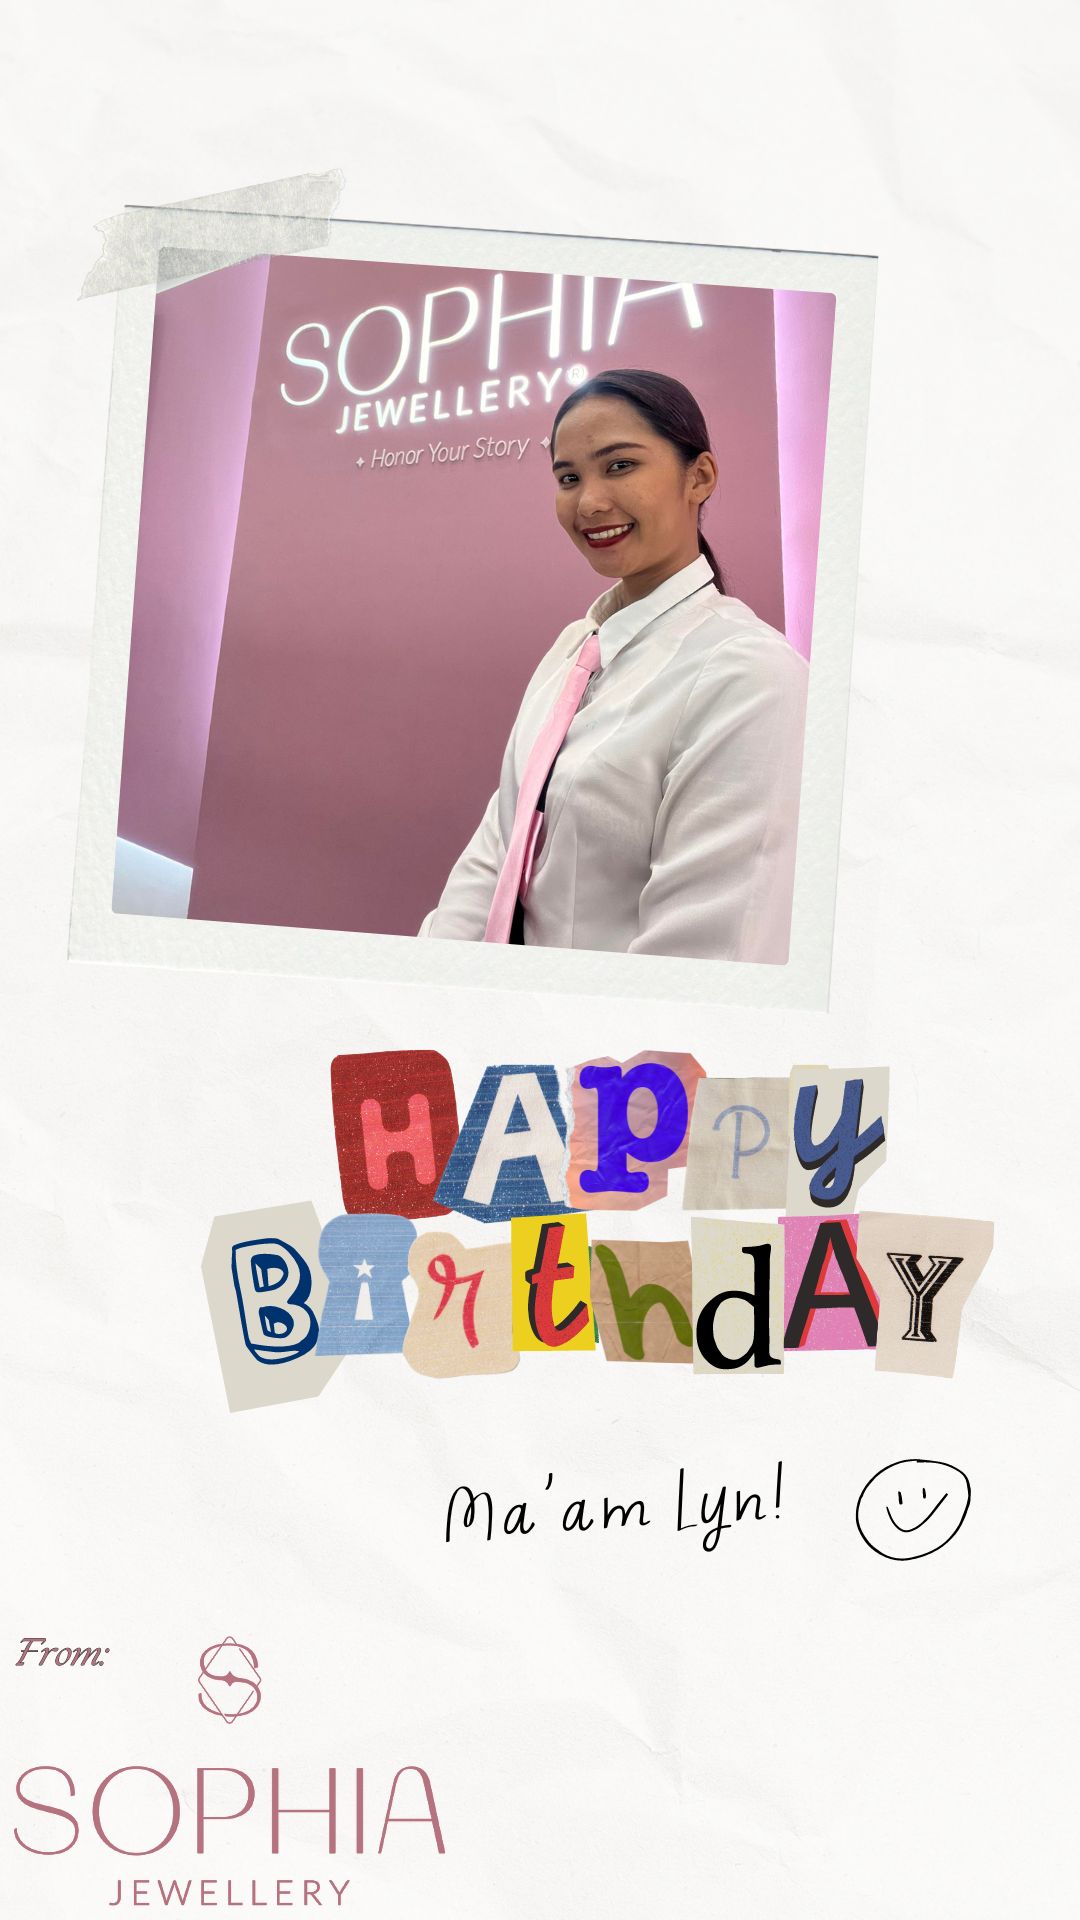 SOPHIA
JEWELLERY®
✦ Honor Your Story ✦
HAPPy
BirthdAY
Ma'am Lyn!
From:
SOPHIA
JEWELLERY